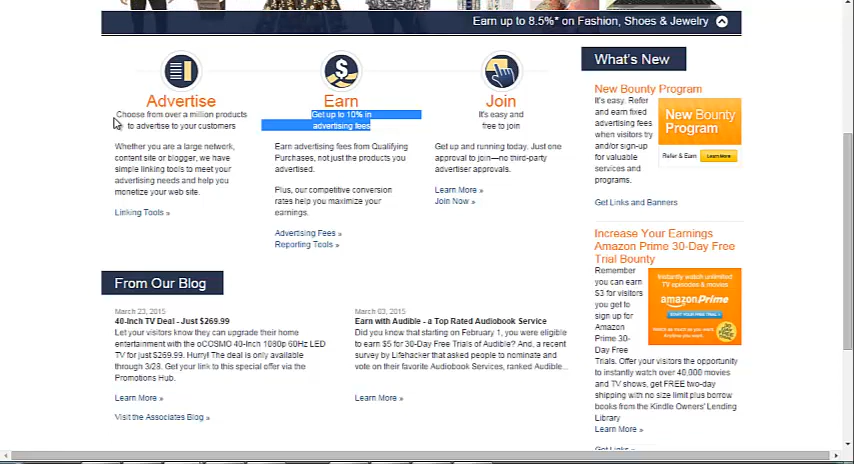 Earn up to 8.5%* on Fashion, Shoes & Jewelry
Advertise
Choose from over a million products
to advertise to your customers
Whether you are a large network,
content site or blogger, we have
simple linking tools to meet your
advertising needs and help you
monetize your web site.
Linking Tools »
Earn
Get up to 10% in
advertising fees
Earn advertising fees from Qualifying
Purchases, not just the products you
advertised.
Plus, our competitive conversion
rates help you maximize your
earnings.
Advertising Fees »
Reporting Tools »
Join
It's easy and
free to join
Get up and running today. Just one
approval to join—no third-party
advertiser approvals.
Learn More »
Join Now »
From Our Blog
March 23, 2015
40-Inch TV Deal - Just $269.99
Let your visitors know they can upgrade their home
entertainment with the oCOSMO 40-Inch 1080p 60Hz LED
TV for just $269.99. Hurry! The deal is only available
through 3/28. Get your link to this special offer via the
Promotions Hub.
Learn More »
Visit the Associates Blog »
March 03, 2015
Earn with Audible - a Top Rated Audiobook Service
Did you know that starting on February 1, you were eligible
to earn $5 for 30-Day Free Trials of Audible? And, a recent
survey by Lifehacker that asked people to nominate and
vote on their favorite Audiobook Services, ranked Audible...
Learn More »
What's New
New Bounty Program
It's easy. Refer
and earn fixed
advertising fees
when visitors try
and/or sign-up
for valuable
services and
programs.
New Bounty
Program
Refer & Earn
Learn More
Get Links and Banners
Increase Your Earnings
Amazon Prime 30-Day Free
Trial Bounty
Remember
you can earn
$3 for visitors
you get to
sign up for
Amazon
Prime 30-
Day Free
Trials. Offer your visitors the opportunity
to instantly watch over 40,000 movies
and TV shows, get FREE two-day
shipping with no size limit plus borrow
books from the Kindle Owners' Lending
Library
Instantly watch unlimited
TV episodes & movies
amazonPrime
START YOUR FREE TRIAL
Learn More »
Get Links »